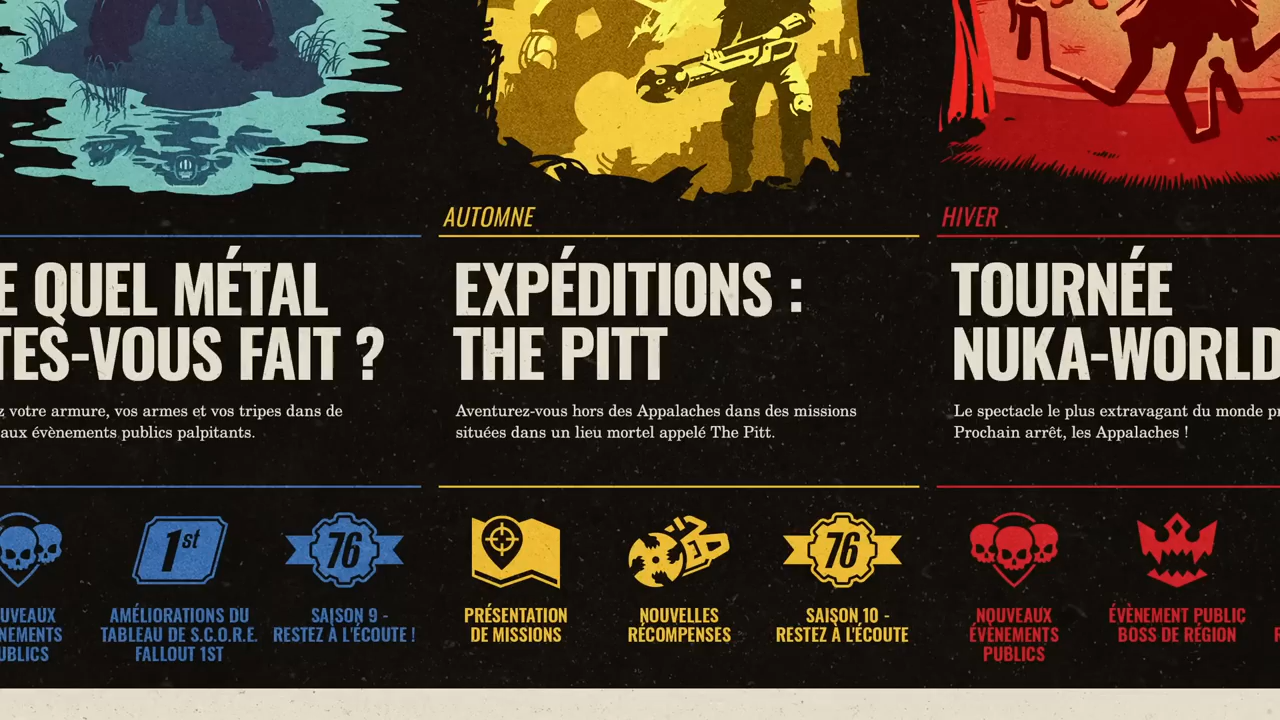 E QUEL MÉTAL
TES-VOUS FAIT ?
votre armure, vos armes et vos tripes dans de
aux évènements publics palpitants.
1st
AMÉLIORATIONS DU
TABLEAU DE S.C.O.R.E.
FALLOUT 1ST
76
SAISON 9 -
RESTEZ À L'ÉCOUTE !
AUTOMNE
EXPÉDITIONS :
THE PITT
Aventurez-vous hors des Appalaches dans des missions
situées dans un lieu mortel appelé The Pitt.
PRÉSENTATION
DE MISSIONS
NOUVELLES
RÉCOMPENSES
76
SAISON 10 -
RESTEZ À L'ÉCOUTE
HIVER
TOURNÉE
NUKA-WORLD
Le spectacle le plus extravagant du monde
Prochain arrêt, les Appalaches !
NOUVEAUX
ÉVÈNEMENTS
PUBLICS
ÉVÈNEMENT PUBLIC
BOSS DE RÉGION